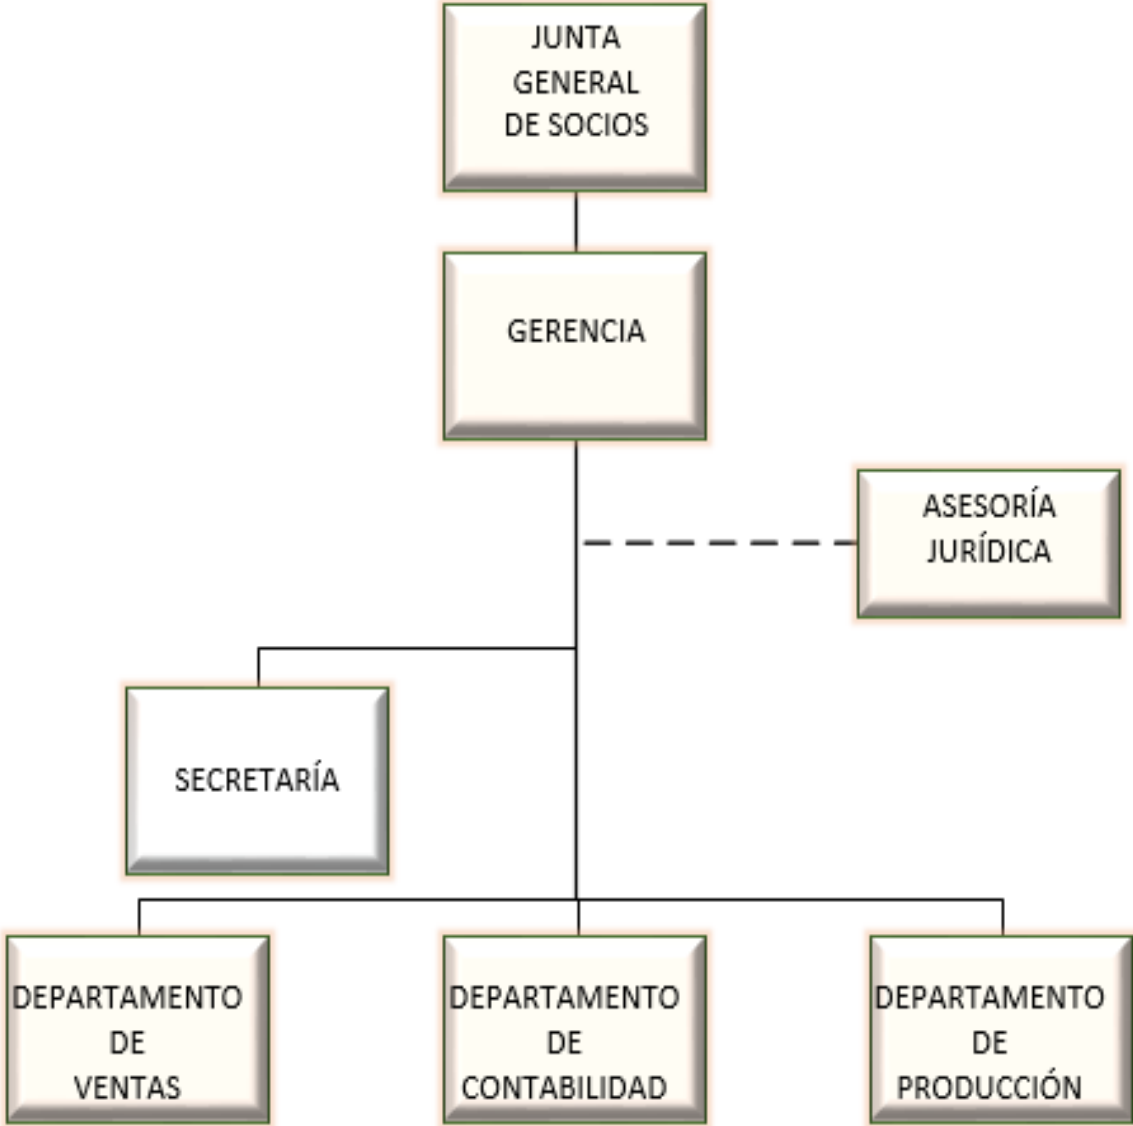 JUNTA
GENERAL
DE SOCIOS
GERENCIA
ASESORÍA
JURÍDICA
SECRETARÍA
DEPARTAMENTO
DE
VENTAS
DEPARTAMENTO
DE
CONTABILIDAD
DEPARTAMENTO
DE
PRODUCCIÓN